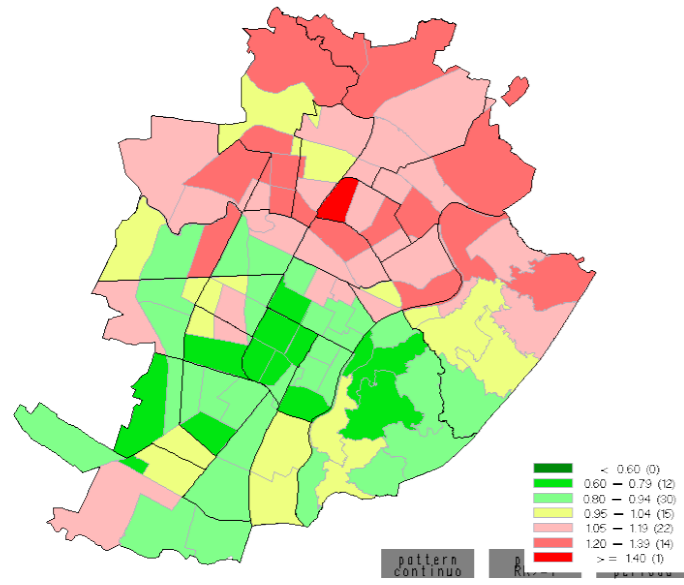 < 0.60 (0)
0.60 – 0.79 (12)
0.80 – 0.94 (30)
0.95 – 1.04 (15)
1.05 – 1.19 (22)
1.20 – 1.39 (14)
>= 1.40 (1)
pattern
continuo